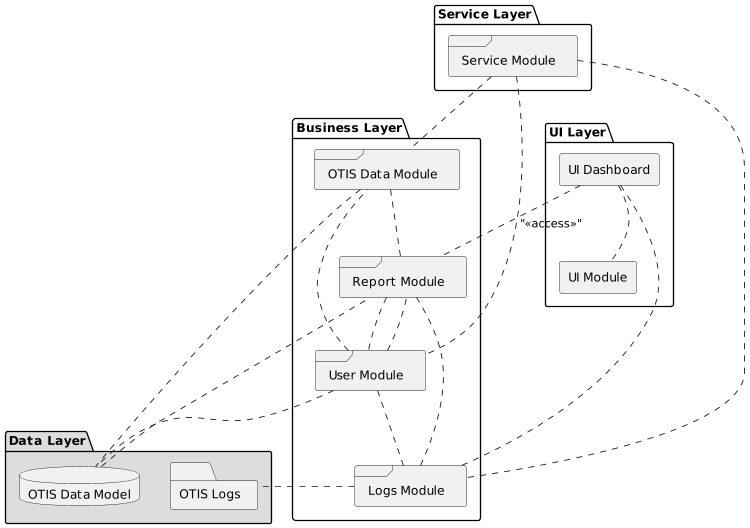 Service Layer
Service Module
Business Layer
UI Layer
OTIS Data Module
UI Dashboard
"«access»"
Report Module
UI Module
User Module
Data Layer
OTIS Data Model
OTIS Logs
Logs Module